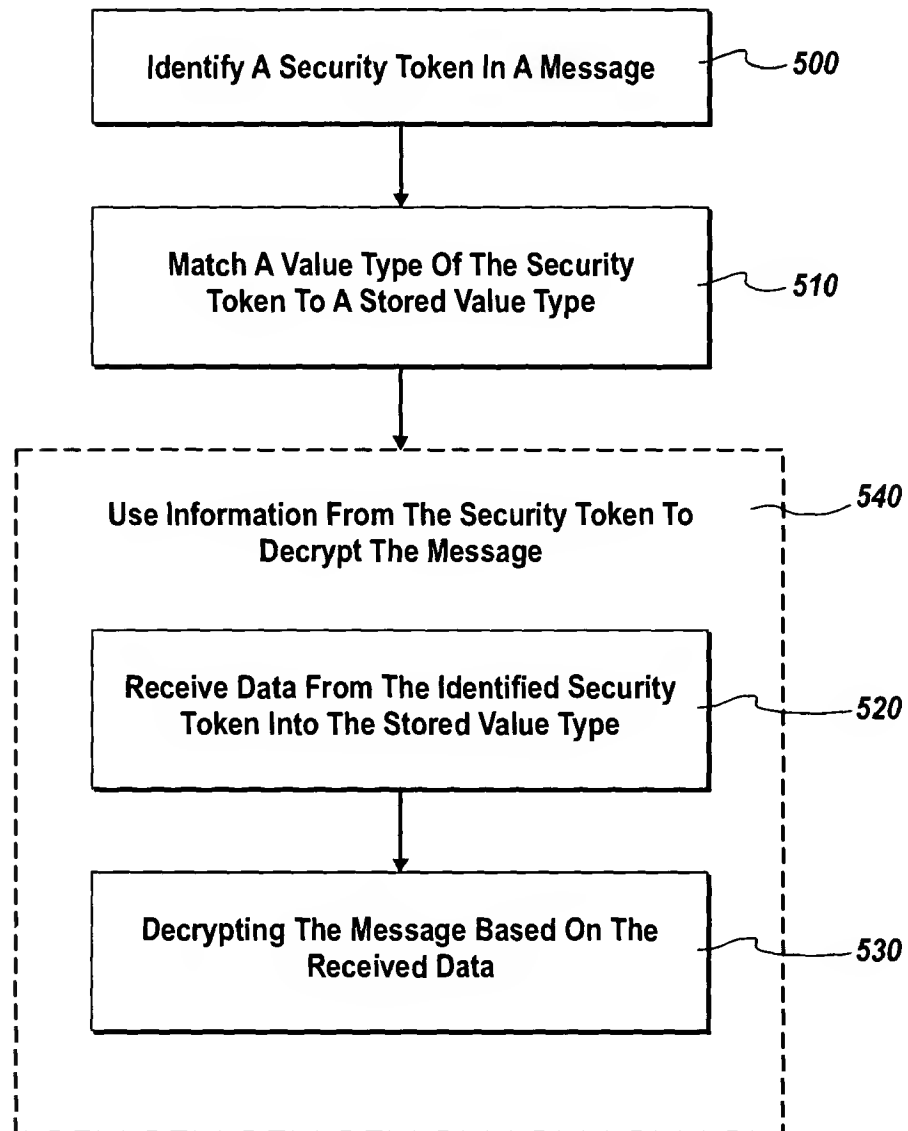 Identify A Security Token In A Message
500
Match A Value Type Of The Security
Token To A Stored Value Type
510
Use Information From The Security Token To
Decrypt The Message
540
Receive Data From The Identified Security
Token Into The Stored Value Type
520
Decrypting The Message Based On The
Received Data
530